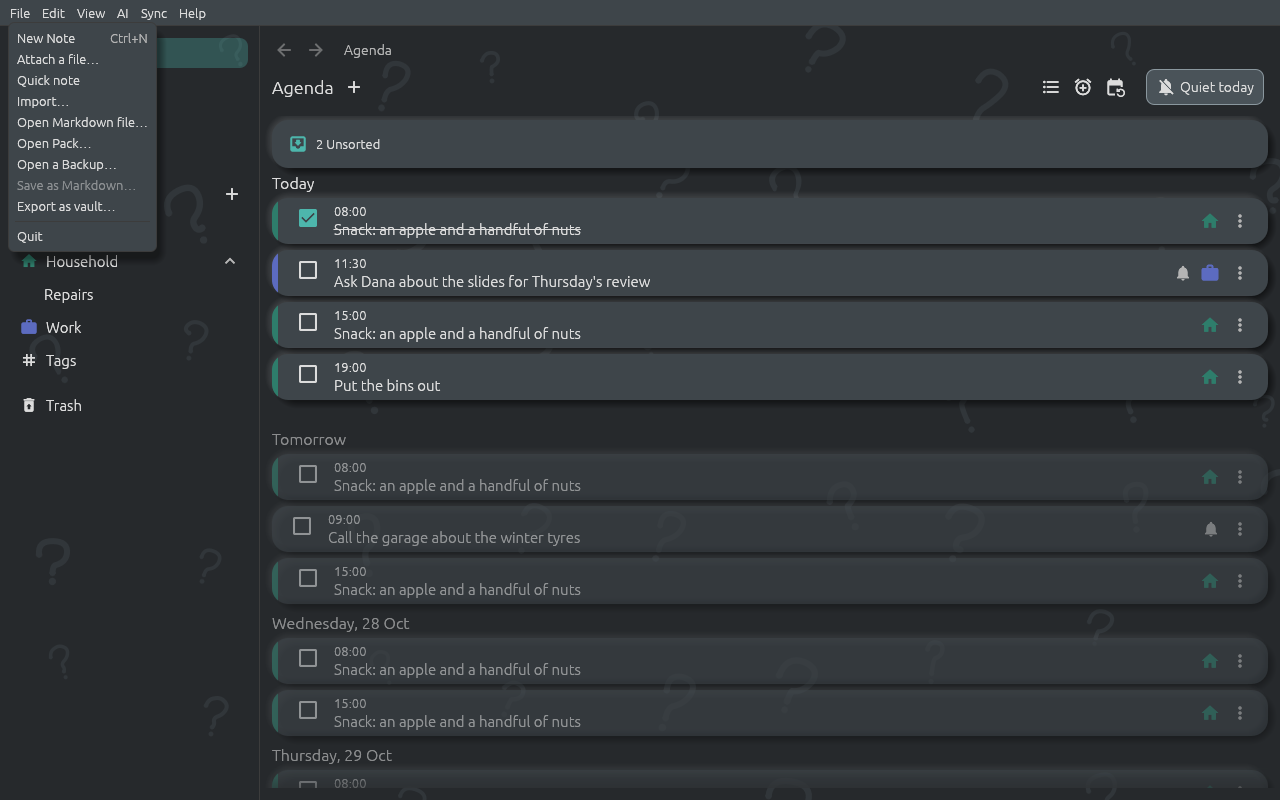 File Edit View AI Sync Help
New Note Ctrl+N
Attach a file…
Quick note
Import…
Open Markdown file…
Open Pack…
Open a Backup…
Save as Markdown…
Export as vault…
Quit
Household
Repairs
Work
Tags
Trash
Agenda
Agenda
Quiet today
2 Unsorted
Today
08:00
Snack: an apple and a handful of nuts
11:30
Ask Dana about the slides for Thursday's review
15:00
Snack: an apple and a handful of nuts
19:00
Put the bins out
Tomorrow
08:00
Snack: an apple and a handful of nuts
09:00
Call the garage about the winter tyres
15:00
Snack: an apple and a handful of nuts
Wednesday, 28 Oct
08:00
Snack: an apple and a handful of nuts
15:00
Snack: an apple and a handful of nuts
Thursday, 29 Oct
08:00